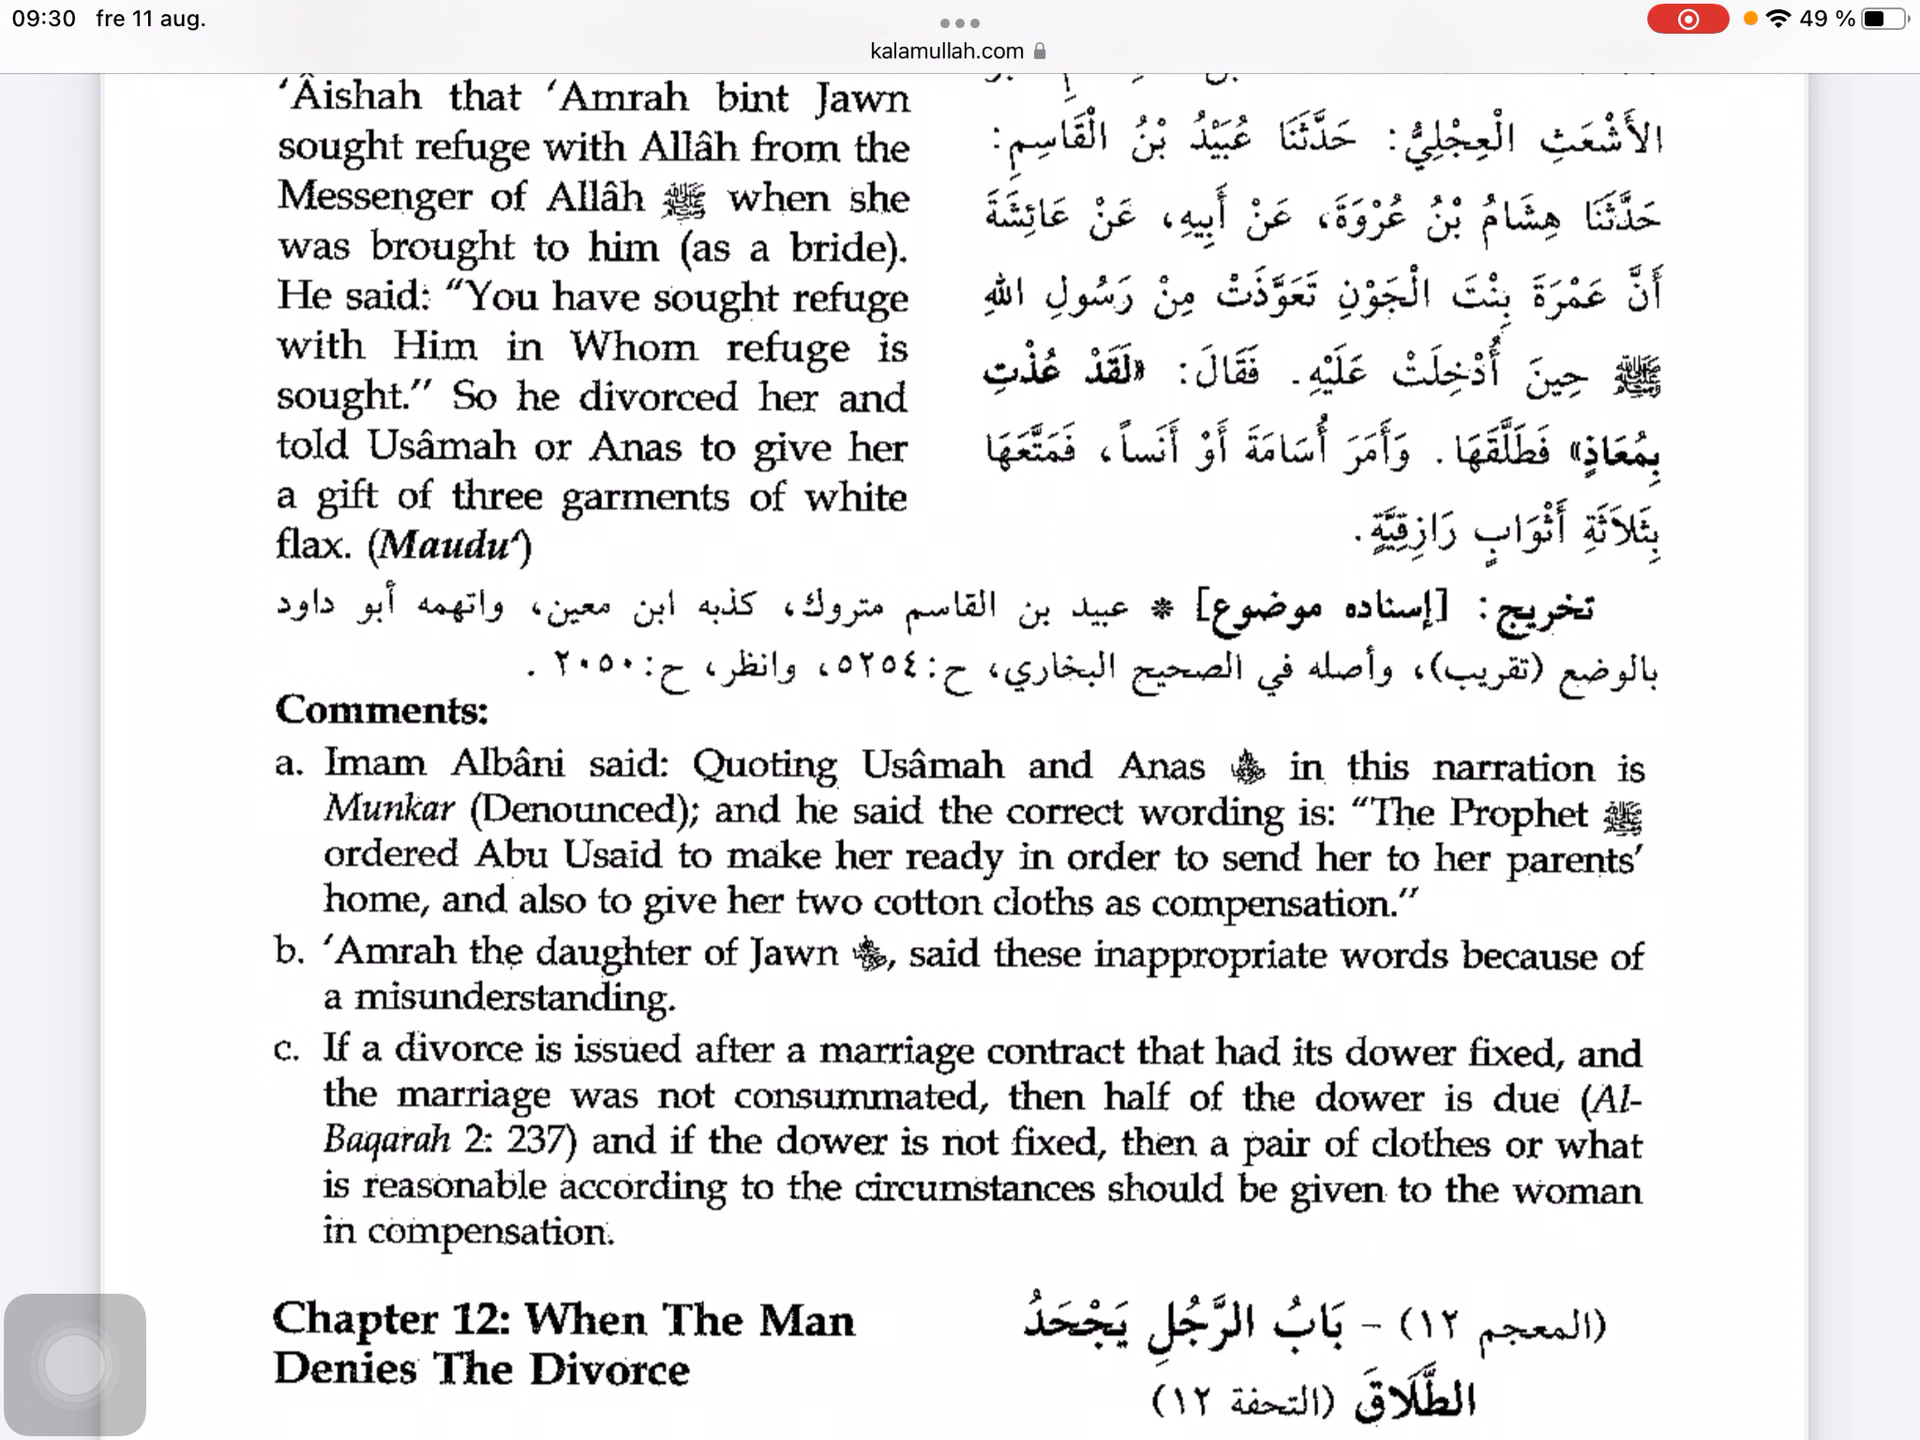 09:30 fre 11 aug.
49 %
kalamullah.com
‘Âishah that ‘Amrah bint Jawn
sought refuge with Allâh from the
Messenger of Allâh ﷺ when she
was brought to him (as a bride).
He said: “You have sought refuge
with Him in Whom refuge is
sought.” So he divorced her and
told Usâmah or Anas to give her
a gift of three garments of white
flax. (Maudu‘)
الأَشْعَثِ الْعِجْلِيُّ: حَدَّثَنَا عُبَيْدُ بْنُ الْقَاسِمِ:
حَدَّثَنَا هِشَامُ بْنُ عُرْوَةَ، عَنْ أَبِيهِ، عَنْ عَائِشَةَ
أَنَّ عَمْرَةَ بِنْتَ الْجَوْنِ تَعَوَّذَتْ مِنْ رَسُولِ اللهِ
ﷺ حِينَ أُدْخِلَتْ عَلَيْهِ. فَقَالَ: «لَقَدْ عُذْتِ
بِمُعَاذٍ» فَطَلَّقَهَا. وَأَمَرَ أُسَامَةَ أَوْ أَنَساً، فَمَتَّعَهَا
بِثَلَاثَةِ أَثْوَابٍ رَازِقِيَّةٍ.
تخريج: [إسناده موضوع] * عبيد بن القاسم متروك، كذبه ابن معين، واتهمه أبو داود
بالوضع (تقريب)، وأصله في الصحيح البخاري، ح:٥٢٥٤، وانظر، ح:٢٠٥٠.
Comments:
a. Imam Albâni said: Quoting Usâmah and Anas in this narration is
Munkar (Denounced); and he said the correct wording is: “The Prophet ﷺ
ordered Abu Usaid to make her ready in order to send her to her parents’
home, and also to give her two cotton cloths as compensation.”
b. ‘Amrah the daughter of Jawn , said these inappropriate words because of
a misunderstanding.
c. If a divorce is issued after a marriage contract that had its dower fixed, and
the marriage was not consummated, then half of the dower is due (Al-
Baqarah 2: 237) and if the dower is not fixed, then a pair of clothes or what
is reasonable according to the circumstances should be given to the woman
in compensation.
Chapter 12: When The Man
Denies The Divorce
(المعجم ١٢) - بَابُ الرَّجُلِ يَجْحَدُ
الطَّلَاقَ (التحفة ١٢)